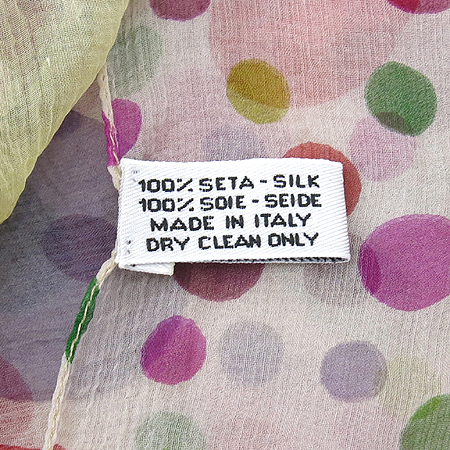 100% SETA - SILK
100% SOIE - SEIDE
MADE IN ITALY
DRY CLEAN ONLY